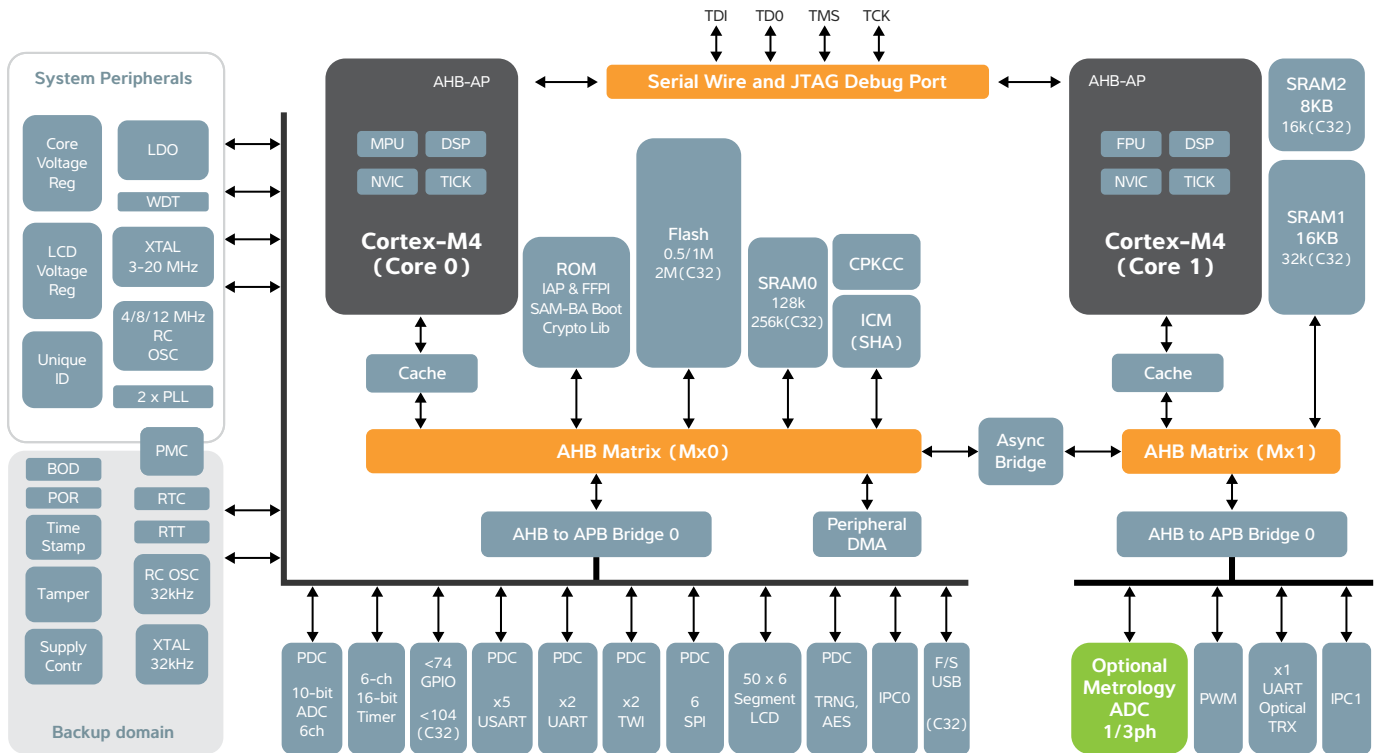 TDI
TD0
TMS
TCK
Serial Wire and JTAG Debug Port
System Peripherals
Core
Voltage
Reg
LDO
WDT
LCD
Voltage
Reg
XTAL
3-20 MHz
4/8/12 MHz
RC
OSC
Unique
ID
2 x PLL
PMC
BOD
POR
Time
Stamp
Tamper
Supply
Contr
RTC
RTT
RC OSC
32kHz
XTAL
32kHz
Backup domain
AHB-AP
MPU
DSP
NVIC
TICK
Cortex-M4
(Core 0)
Cache
ROM
IAP & FFPI
SAM-BA Boot
Crypto Lib
Flash
0.5/1M
2M(C32)
SRAM0
128k
256k(C32)
CPKCC
ICM
(SHA)
AHB Matrix (Mx0)
Async
Bridge
AHB to APB Bridge 0
Peripheral
DMA
AHB-AP
FPU
DSP
NVIC
TICK
Cortex-M4
(Core 1)
SRAM2
8KB
16k(C32)
SRAM1
16KB
32k(C32)
Cache
AHB Matrix (Mx1)
AHB to APB Bridge 0
PDC
10-bit
ADC
6ch
6-ch
16-bit
Timer
<74
GPIO
<104
(C32)
PDC
x5
USART
PDC
x2
UART
PDC
x2
TWI
PDC
6
SPI
50 x 6
Segment
LCD
PDC
TRNG,
AES
IPC0
F/S
USB
(C32)
Optional
Metrology
ADC
1/3ph
PWM
x1
UART
Optical
TRX
IPC1